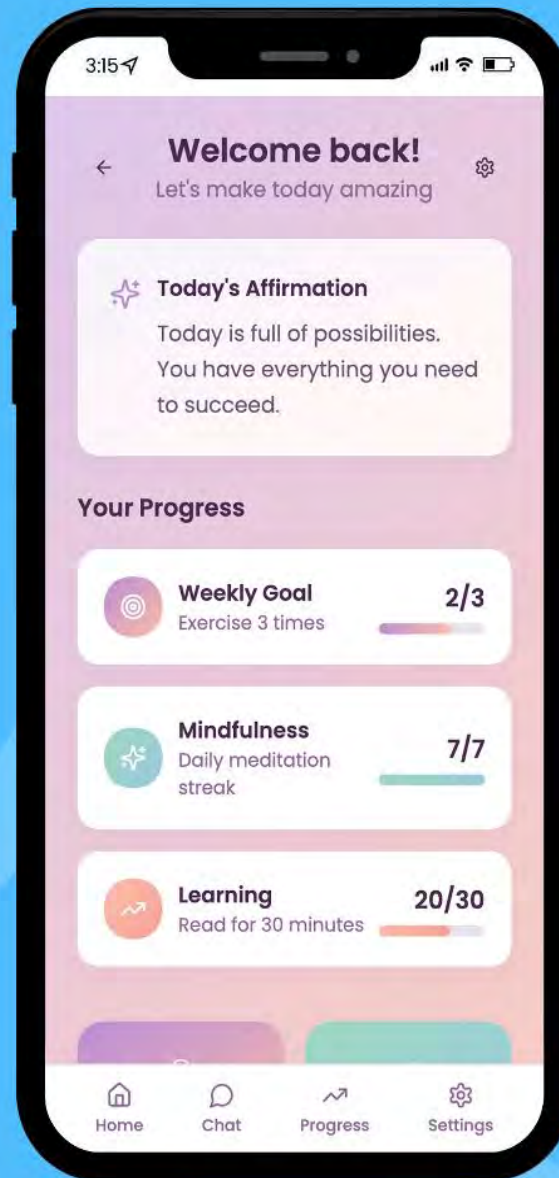 3:15
Welcome back!
Let's make today amazing
Today's Affirmation
Today is full of possibilities.
You have everything you need
to succeed.
Your Progress
Weekly Goal
Exercise 3 times
2/3
Mindfulness
Daily meditation
streak
7/7
Learning
Read for 30 minutes
20/30
Home
Chat
Progress
Settings